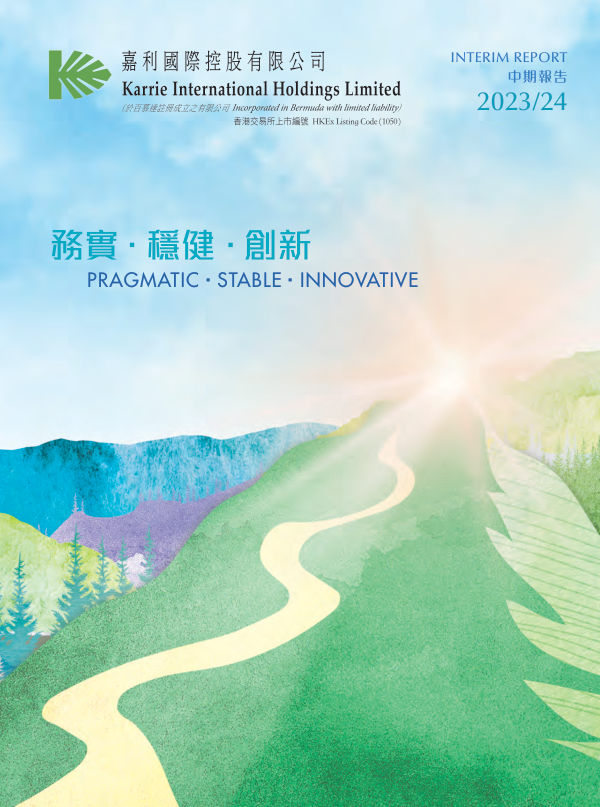 嘉利國際控股有限公司
Karrie International Holdings Limited
(於百慕達註冊成立之有限公司 Incorporated in Bermuda with limited liability)
香港交易所上市編號 HKEx Listing Code (1050)
INTERIM REPORT
中期報告
2023/24
務實・穩健・創新
PRAGMATIC・STABLE・INNOVATIVE